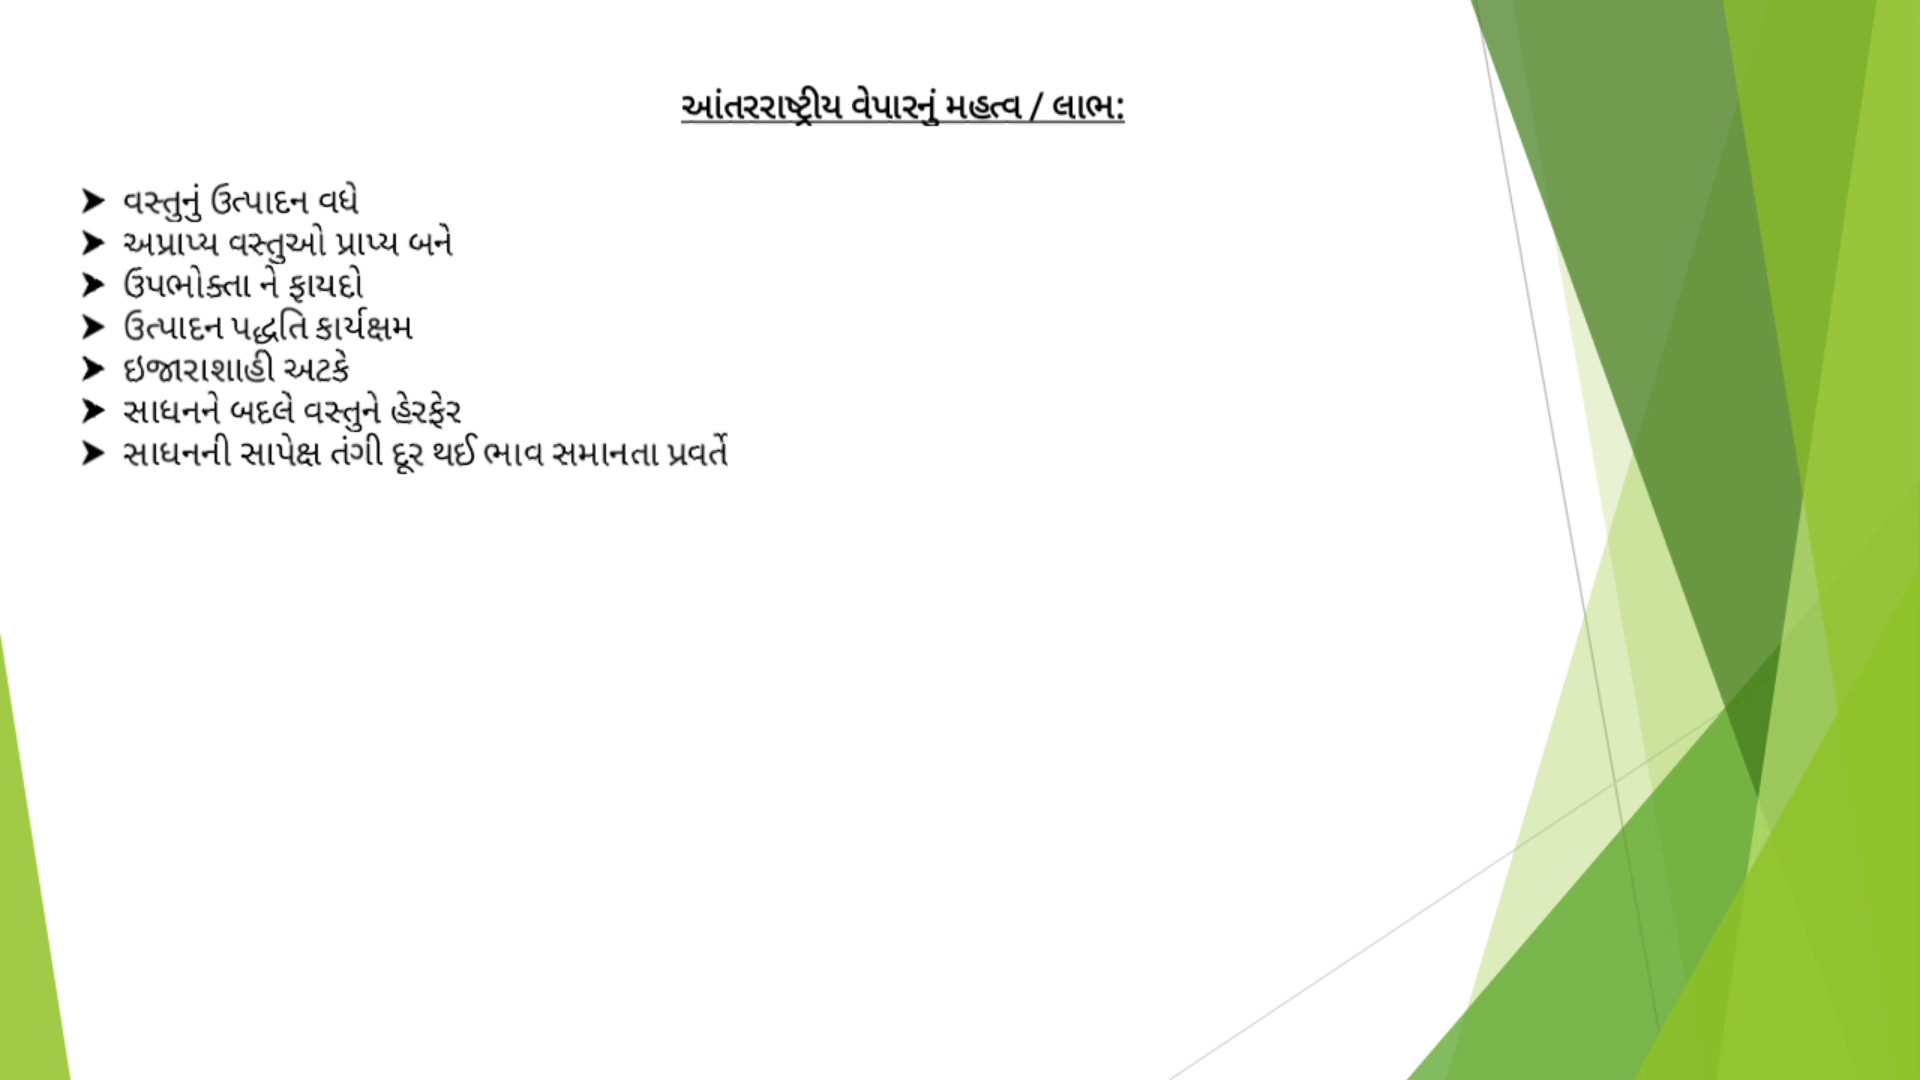 આંતરરાષ્ટ્રીય વેપારનું મહત્વ / લાભ:
વસ્તુનું ઉત્પાદન વધે
અપ્રાપ્ય વસ્તુઓ પ્રાપ્ય બને
ઉપભોક્તા ને ફાયદો
ઉત્પાદન પદ્ધતિ કાર્યક્ષમ
ઇજારાશાહી અટકે
સાધનને બદલે વસ્તુને હેરફેર
સાધનની સાપેક્ષ તંગી દૂર થઈ ભાવ સમાનતા પ્રવર્તે